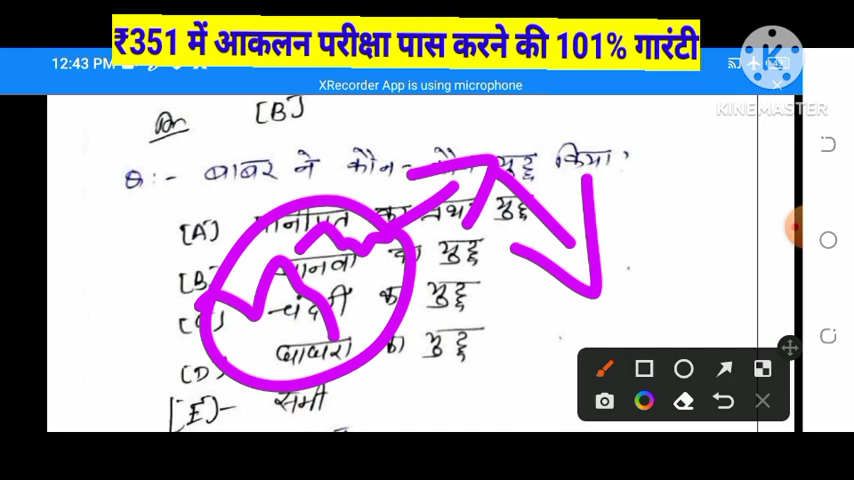 ₹351 में आकलन परीक्षा पास करने की 101% गारंटी
12:43 PM
XRecorder App is using microphone
KINEMASTER
Ans [B]
Q:- बाबर ने कौन-कौन युद्ध किया?
[A] पानीपत का प्रथम युद्ध
[B] खानवा का युद्ध
[C] चंदेरी का युद्ध
[D] घाघरा का युद्ध
[E]- सभी